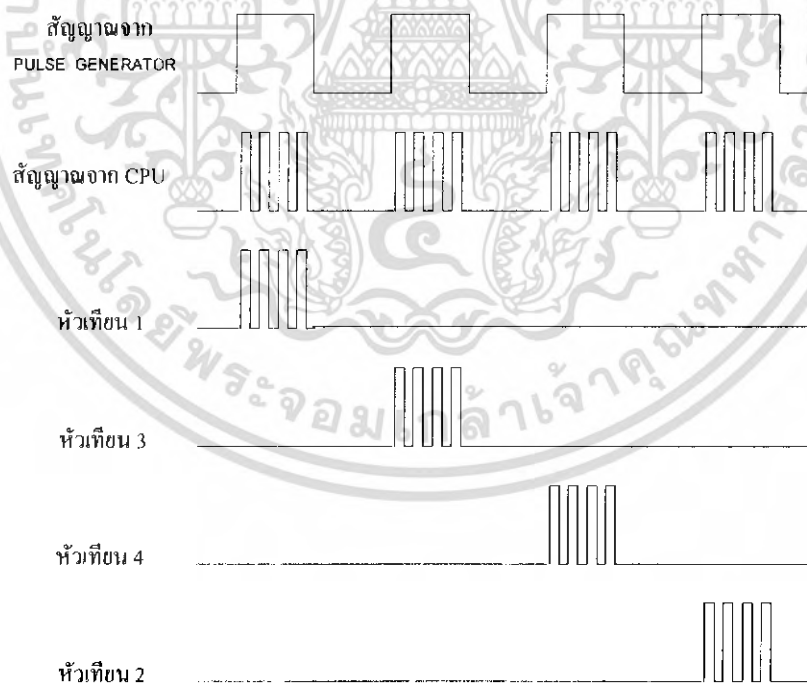 สัญญาณจาก
PULSE GENERATOR
สัญญาณจาก CPU
หัวเทียน 1
หัวเทียน 3
หัวเทียน 4
หัวเทียน 2